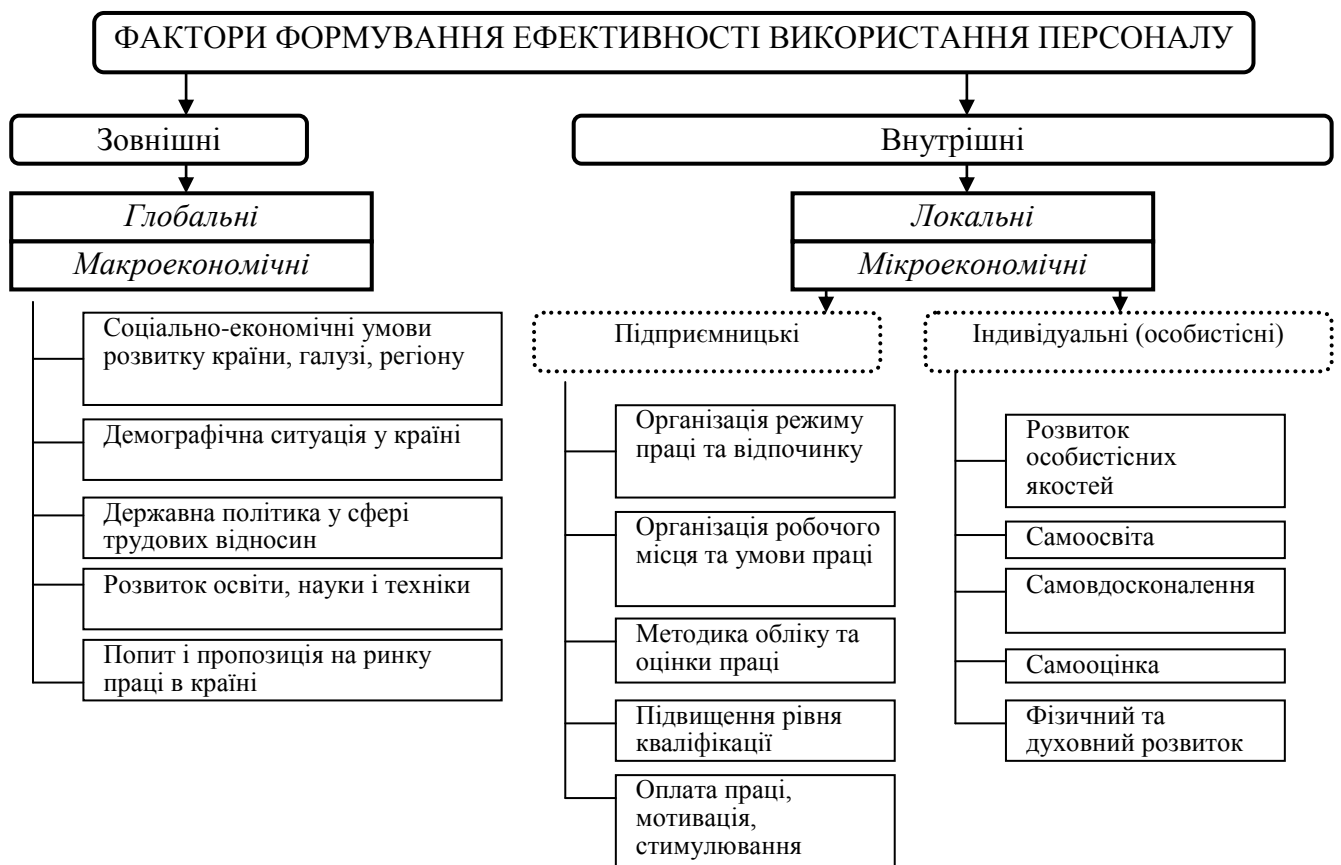 ФАКТОРИ ФОРМУВАННЯ ЕФЕКТИВНОСТІ ВИКОРИСТАННЯ ПЕРСОНАЛУ
Зовнішні
Глобальні
Макроекономічні
Соціально-економічні умови
розвитку країни, галузі, регіону
Демографічна ситуація у країні
Державна політика у сфері
трудових відносин
Розвиток освіти, науки і техніки
Попит і пропозиція на ринку
праці в країні
Внутрішні
Локальні
Мікроекономічні
Підприємницькі
Організація режиму
праці та відпочинку
Організація робочого
місця та умови праці
Методика обліку та
оцінки праці
Підвищення рівня
кваліфікації
Оплата праці,
мотивація,
стимулювання
Індивідуальні (особистісні)
Розвиток
особистісних
якостей
Самоосвіта
Самовдосконалення
Самооцінка
Фізичний та
духовний розвиток